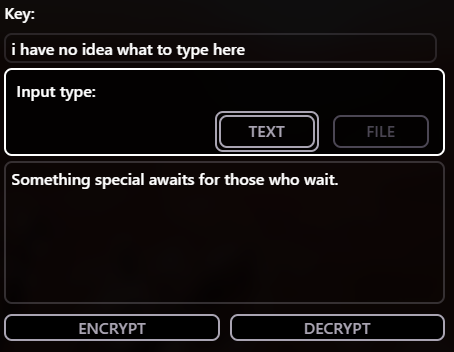 Key:
i have no idea what to type here
Input type:
TEXT FILE
Something special awaits for those who wait.
ENCRYPT DECRYPT